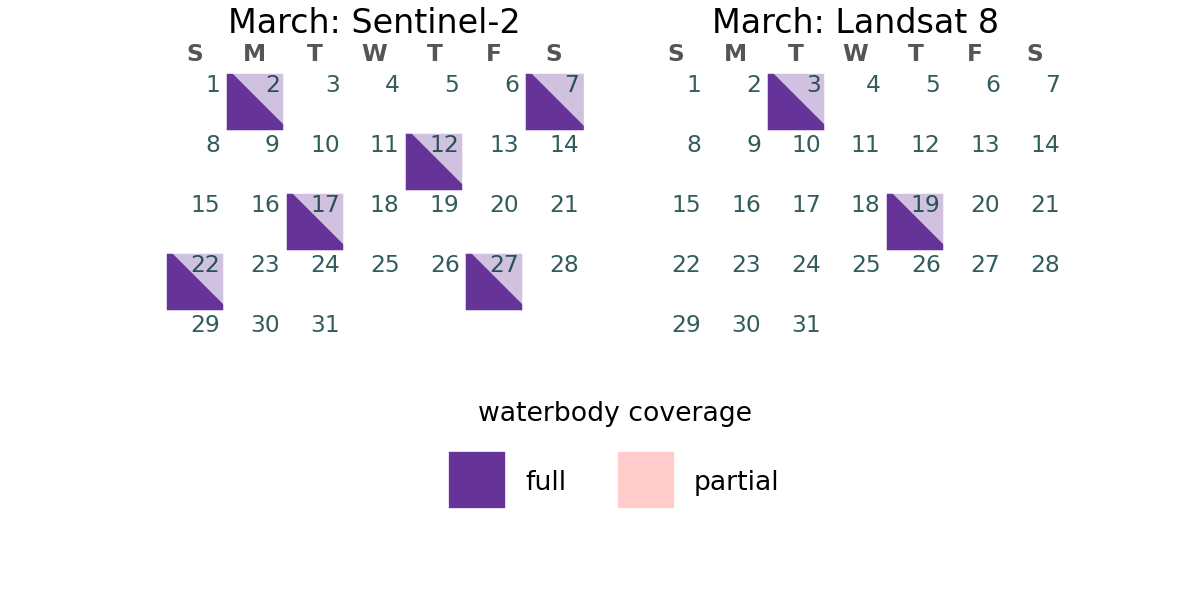 March: Sentinel-2
S M T W T F S
1 2 3 4 5 6 7
8 9 10 11 12 13 14
15 16 17 18 19 20 21
22 23 24 25 26 27 28
29 30 31
March: Landsat 8
S M T W T F S
1 2 3 4 5 6 7
8 9 10 11 12 13 14
15 16 17 18 19 20 21
22 23 24 25 26 27 28
29 30 31
waterbody coverage
full
partial